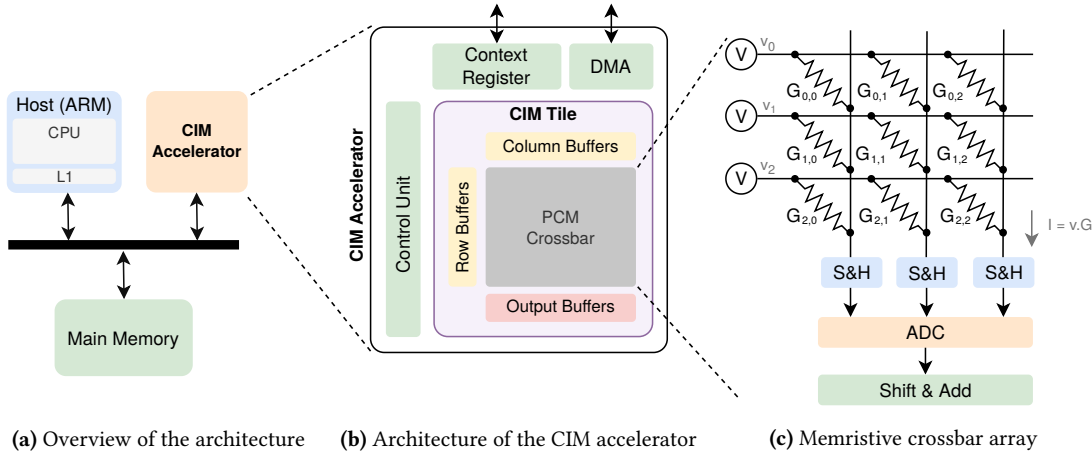 Host (ARM)
CPU
L1
CIM
Accelerator
Main Memory
(a) Overview of the architecture
Context
Register
DMA
CIM Accelerator
Control Unit
CIM Tile
Column Buffers
Row Buffers
PCM
Crossbar
Output Buffers
(b) Architecture of the CIM accelerator
V v0
G0,0 G0,1 G0,2
V v1
G1,0 G1,1 G1,2
V v2
G2,0 G2,1 G2,2
I = v.G
S&H S&H S&H
ADC
Shift & Add
(c) Memristive crossbar array